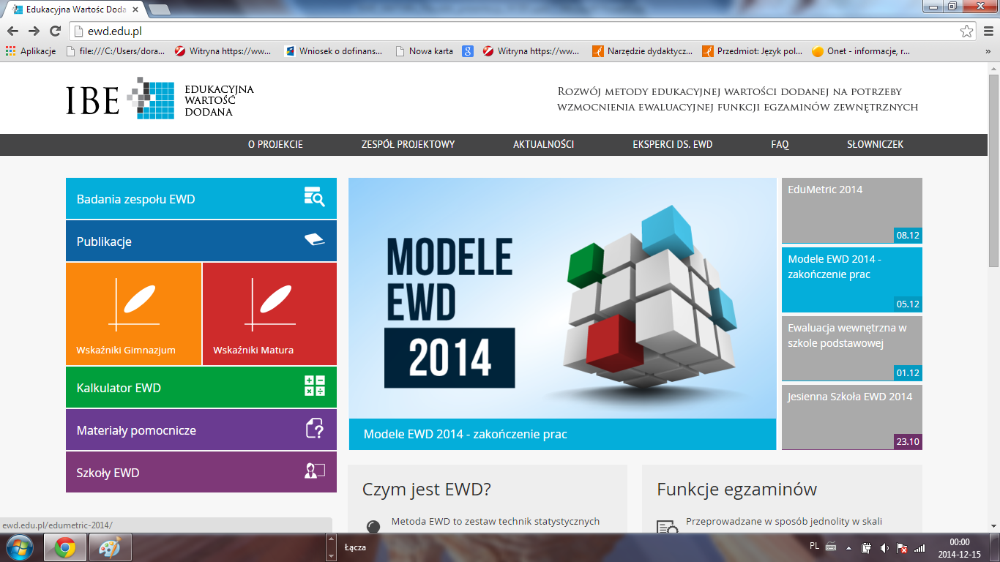 Edukacyjna Wartośc Doda
ewd.edu.pl
Aplikacje
file:///C:/Users/dora...
Witryna https://ww...
Wniosek o dofinans...
Nowa karta
Witryna https://ww...
Narzędzie dydaktycz...
Przedmiot: Język pol...
Onet - informacje, r...
»
IBE
EDUKACYJNA
WARTOŚĆ
DODANA
Rozwój metody edukacyjnej wartości dodanej na potrzeby
wzmocnienia ewaluacyjnej funkcji egzaminów zewnętrznych
O PROJEKCIE
ZESPÓŁ PROJEKTOWY
AKTUALNOŚCI
EKSPERCI DS. EWD
FAQ
SŁOWNICZEK
Badania zespołu EWD
Publikacje
Wskaźniki Gimnazjum
Wskaźniki Matura
Kalkulator EWD
Materiały pomocnicze
Szkoły EWD
MODELE
EWD
2014
Modele EWD 2014 - zakończenie prac
EduMetric 2014
08.12
Modele EWD 2014 -
zakończenie prac
05.12
Ewaluacja wewnętrzna w
szkole podstawowej
01.12
Jesienna Szkoła EWD 2014
23.10
Czym jest EWD?
Metoda EWD to zestaw technik statystycznych
Funkcje egzaminów
Przeprowadzane w sposób jednolity w skali
ewd.edu.pl/edumetric-2014/
Łącza
PL
00:00
2014-12-15